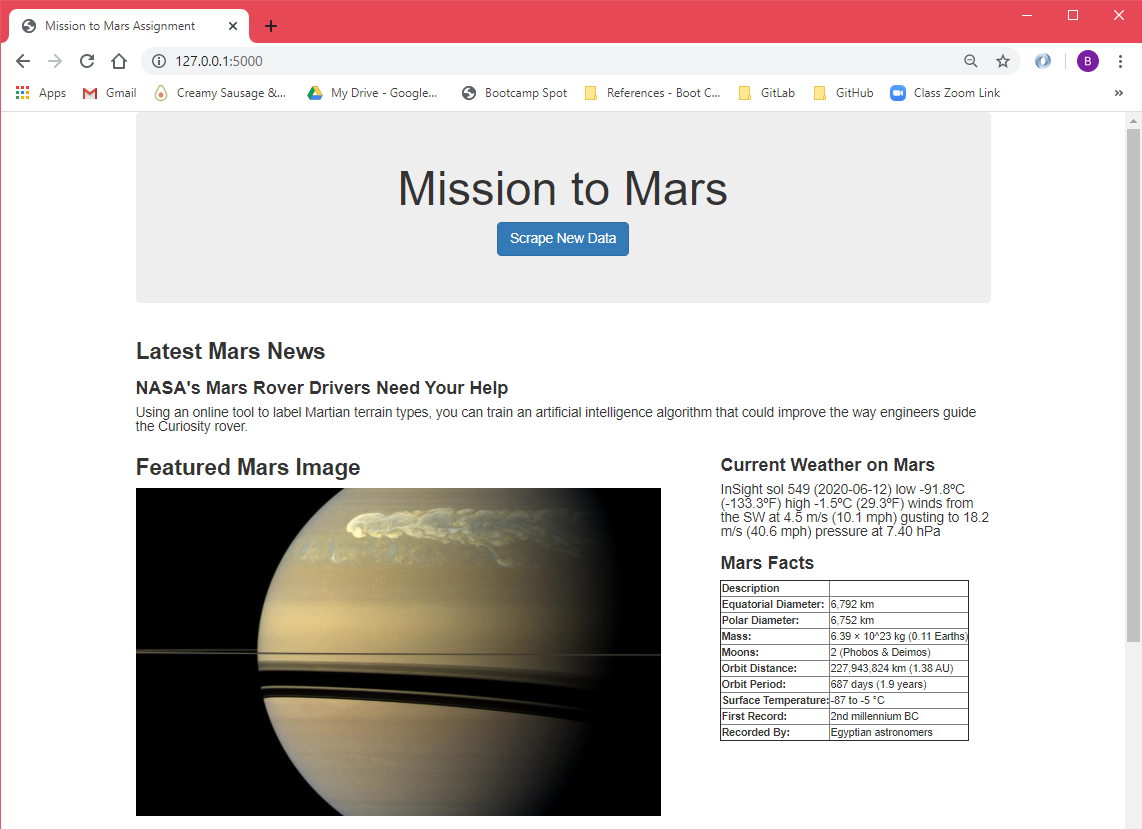 Mission to Mars Assignment
127.0.0.1:5000
B
Apps Gmail Creamy Sausage &... My Drive - Google... Bootcamp Spot References - Boot C... GitLab GitHub Class Zoom Link »
Mission to Mars
Scrape New Data
Latest Mars News
NASA's Mars Rover Drivers Need Your Help
Using an online tool to label Martian terrain types, you can train an artificial intelligence algorithm that could improve the way engineers guide
the Curiosity rover.
Featured Mars Image
Current Weather on Mars
InSight sol 549 (2020-06-12) low -91.8ºC
(-133.3ºF) high -1.5ºC (29.3ºF) winds from
the SW at 4.5 m/s (10.1 mph) gusting to 18.2
m/s (40.6 mph) pressure at 7.40 hPa
Mars Facts
Description
Equatorial Diameter: 6,792 km
Polar Diameter: 6,752 km
Mass: 6.39 × 10^23 kg (0.11 Earths)
Moons: 2 (Phobos & Deimos)
Orbit Distance: 227,943,824 km (1.38 AU)
Orbit Period: 687 days (1.9 years)
Surface Temperature: -87 to -5 °C
First Record: 2nd millennium BC
Recorded By: Egyptian astronomers